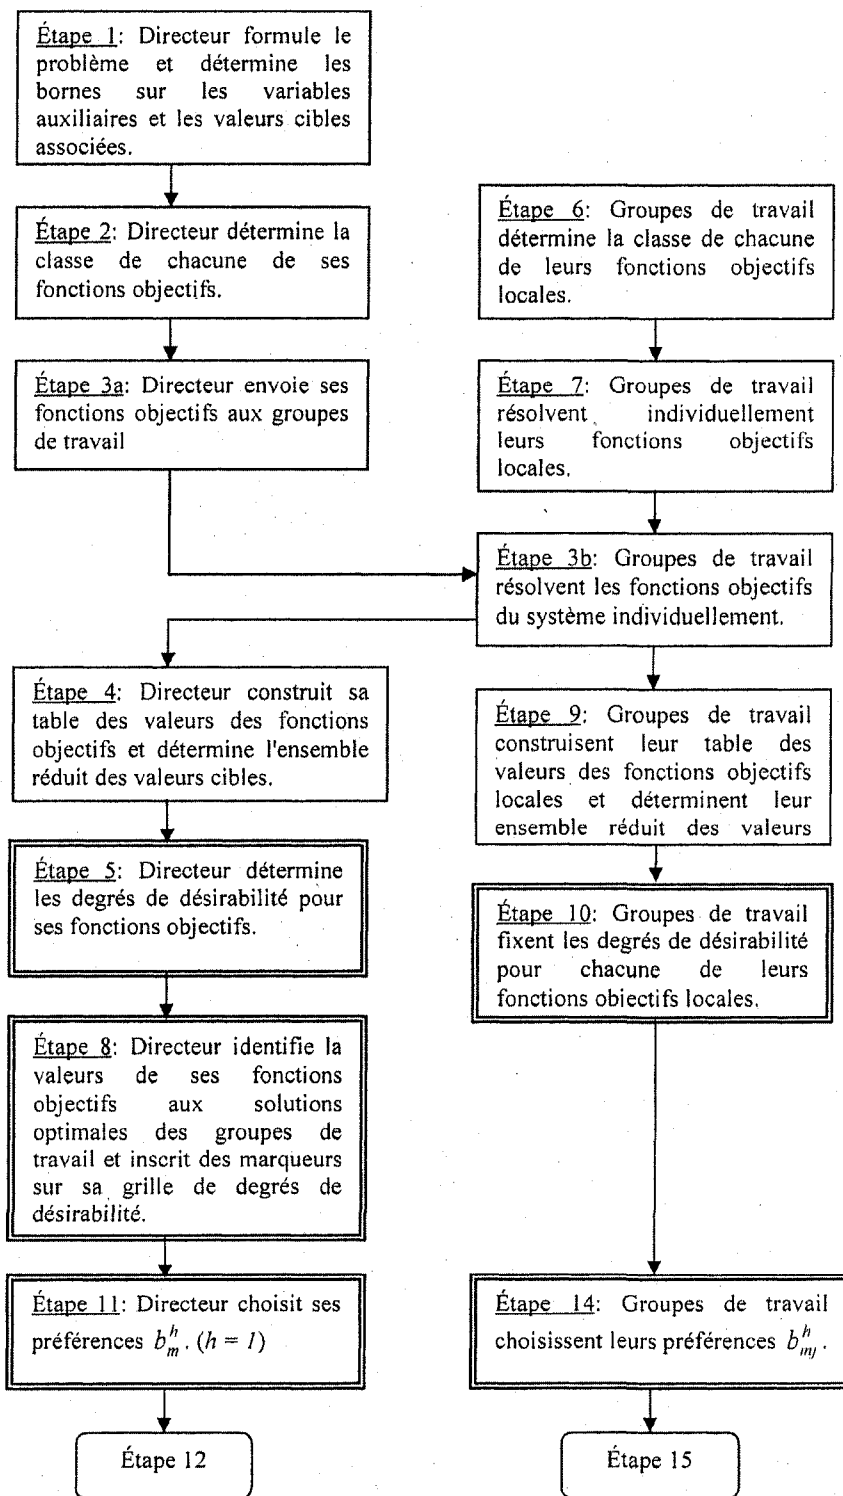 Étape 1: Directeur formule le
problème et détermine les
bornes sur les variables
auxiliaires et les valeurs cibles
associées.
Étape 2: Directeur détermine la
classe de chacune de ses
fonctions objectifs.
Étape 3a: Directeur envoie ses
fonctions objectifs aux groupes
de travail
Étape 6: Groupes de travail
détermine la classe de chacune
de leurs fonctions objectifs
locales.
Étape 7: Groupes de travail
résolvent individuellement
leurs fonctions objectifs
locales.
Étape 3b: Groupes de travail
résolvent les fonctions objectifs
du système individuellement.
Étape 4: Directeur construit sa
table des valeurs des fonctions
objectifs et détermine l'ensemble
réduit des valeurs cibles.
Étape 9: Groupes de travail
construisent leur table des
valeurs des fonctions objectifs
locales et déterminent leur
ensemble réduit des valeurs
Étape 5: Directeur détermine
les degrés de désirabilité pour
ses fonctions objectifs.
Étape 10: Groupes de travail
fixent les degrés de désirabilité
pour chacune de leurs
fonctions objectifs locales.
Étape 8: Directeur identifie la
valeurs de ses fonctions
objectifs aux solutions
optimales des groupes de
travail et inscrit des marqueurs
sur sa grille de degrés de
désirabilité.
Étape 11: Directeur choisit ses
préférences b_m^h. (h = 1)
Étape 14: Groupes de travail
choisissent leurs préférences b_{mj}^h.
Étape 12
Étape 15